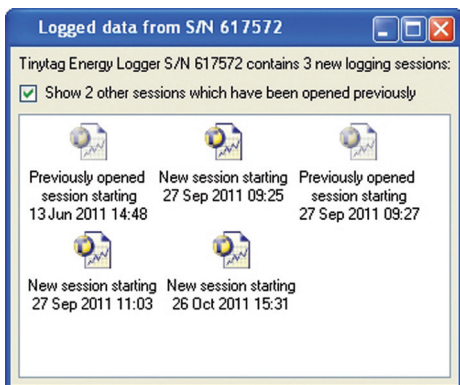 Logged data from S/N 617572
Tinytag Energy Logger S/N 617572 contains 3 new logging sessions:
Show 2 other sessions which have been opened previously
Previously opened
session starting
13 Jun 2011 14:48
New session starting
27 Sep 2011 09:25
Previously opened
session starting
27 Sep 2011 09:27
New session starting
27 Sep 2011 11:03
New session starting
26 Oct 2011 15:31